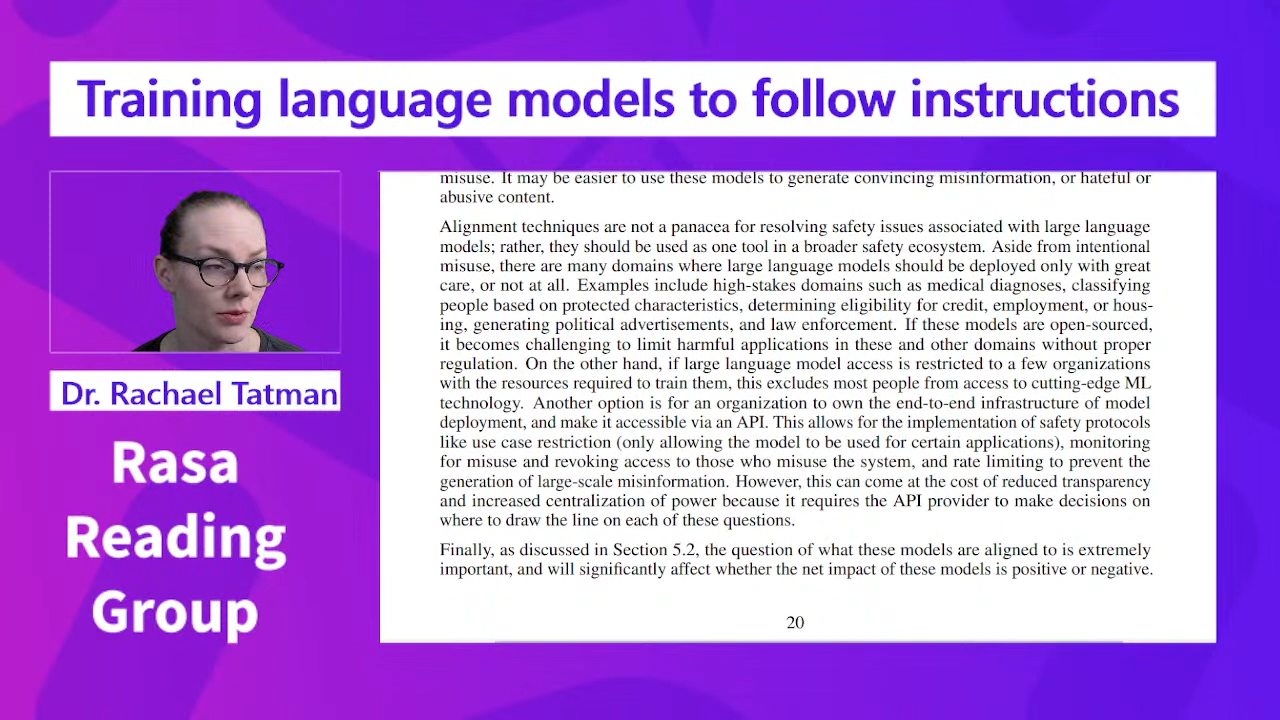 Training language models to follow instructions
misuse. It may be easier to use these models to generate convincing misinformation, or hateful or
abusive content.
Alignment techniques are not a panacea for resolving safety issues associated with large language
models; rather, they should be used as one tool in a broader safety ecosystem. Aside from intentional
misuse, there are many domains where large language models should be deployed only with great
care, or not at all. Examples include high-stakes domains such as medical diagnoses, classifying
people based on protected characteristics, determining eligibility for credit, employment, or hous-
ing, generating political advertisements, and law enforcement. If these models are open-sourced,
it becomes challenging to limit harmful applications in these and other domains without proper
regulation. On the other hand, if large language model access is restricted to a few organizations
with the resources required to train them, this excludes most people from access to cutting-edge ML
technology. Another option is for an organization to own the end-to-end infrastructure of model
deployment, and make it accessible via an API. This allows for the implementation of safety protocols
like use case restriction (only allowing the model to be used for certain applications), monitoring
for misuse and revoking access to those who misuse the system, and rate limiting to prevent the
generation of large-scale misinformation. However, this can come at the cost of reduced transparency
and increased centralization of power because it requires the API provider to make decisions on
where to draw the line on each of these questions.
Finally, as discussed in Section 5.2, the question of what these models are aligned to is extremely
important, and will significantly affect whether the net impact of these models is positive or negative.
20
Dr. Rachael Tatman
Rasa
Reading
Group